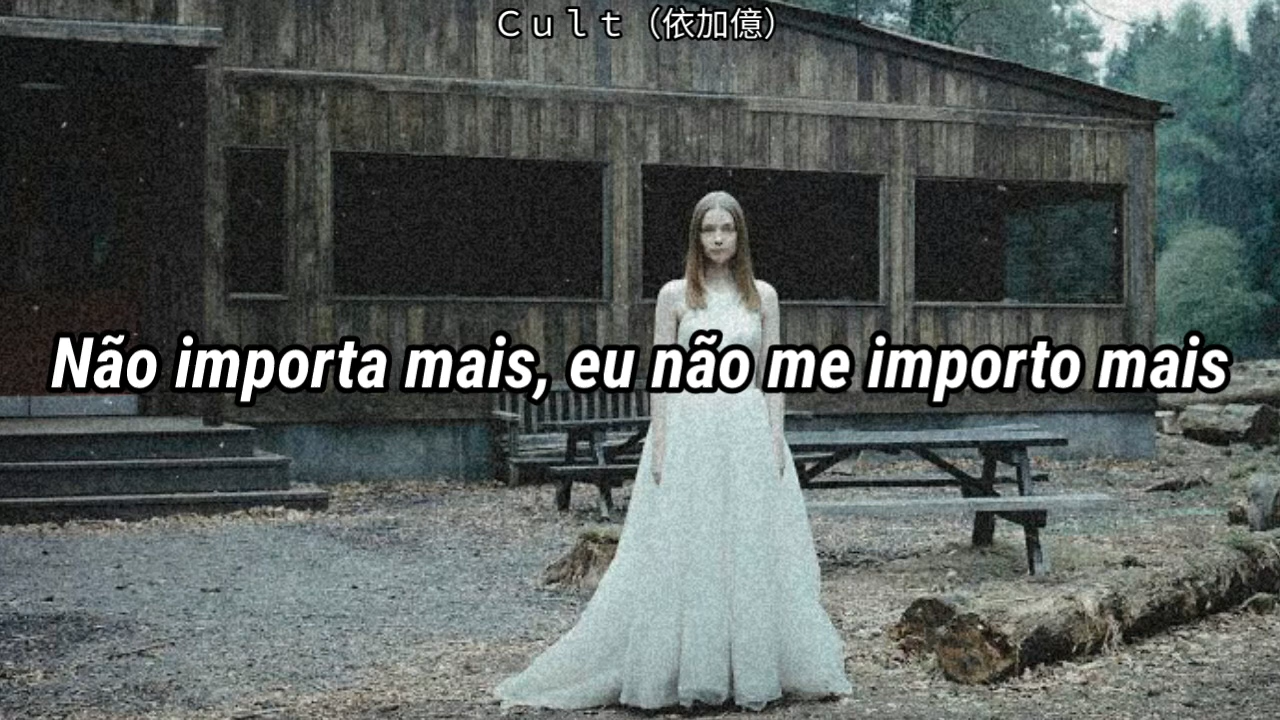 Ｃｕｌｔ（依加億）
Não importa mais, eu não me importo mais